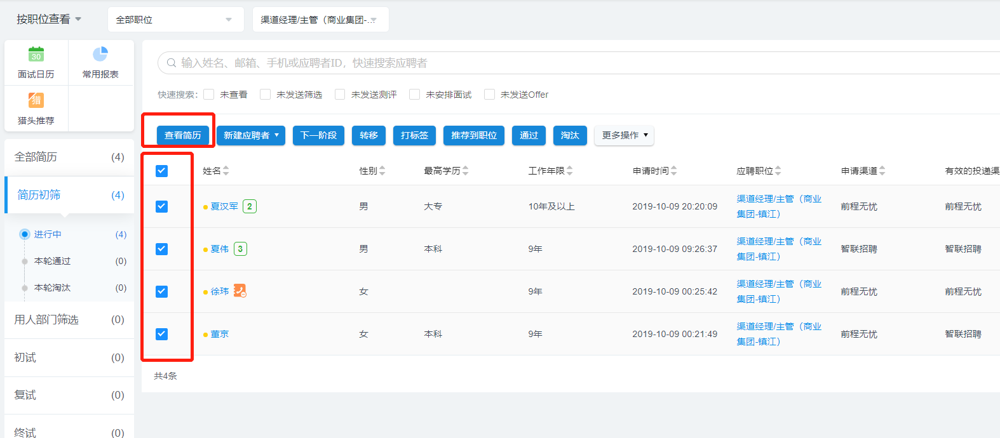 按职位查看
全部职位
渠道经理/主管（商业集团-...
30
面试日历
常用报表
猎
猎头推荐
输入姓名、邮箱、手机或应聘者ID，快速搜索应聘者
快速搜索： 未查看 未发送筛选 未发送测评 未安排面试 未发送Offer
查看简历 新建应聘者 下一阶段 转移 打标签 推荐到职位 通过 淘汰 更多操作
全部简历 (4)
简历初筛 (4)
进行中 (4)
本轮通过 (0)
本轮淘汰 (0)
用人部门筛选 (0)
初试 (0)
复试 (0)
终试 (0)
姓名 性别 最高学历 工作年限 申请时间 应聘职位 申请渠道 有效的投递渠
夏汉军 2 男 大专 10年及以上 2019-10-09 20:20:09 渠道经理/主管（商业
集团-镇江） 前程无忧 前程无忧
夏伟 3 男 本科 9年 2019-10-09 09:26:37 渠道经理/主管（商业
集团-镇江） 智联招聘 智联招聘
徐玮 女 9年 2019-10-09 00:25:42 渠道经理/主管（商业
集团-镇江） 前程无忧 前程无忧
董京 女 本科 9年 2019-10-09 00:21:49 渠道经理/主管（商业
集团-镇江） 前程无忧 智联招聘
共4条